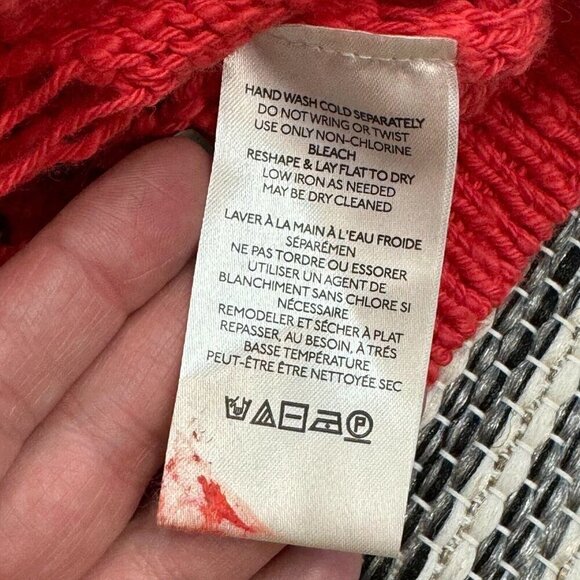 HAND WASH COLD SEPARATELY
DO NOT WRING OR TWIST
USE ONLY NON-CHLORINE
BLEACH
RESHAPE & LAY FLAT TO DRY
LOW IRON AS NEEDED
MAY BE DRY CLEANED
LAVER À LA MAIN À L'EAU FROIDE
SÉPARÉMEN
NE PAS TORDRE OU ESSORER
UTILISER UN AGENT DE
BLANCHIMENT SANS CHLORE SI
NÉCESSAIRE
REMODELER ET SÉCHER À PLAT
REPASSER, AU BESOIN, À TRÉS
BASSE TEMPÉRATURE
PEUT-ÊTRE ÊTRE NETTOYÉE SEC
P